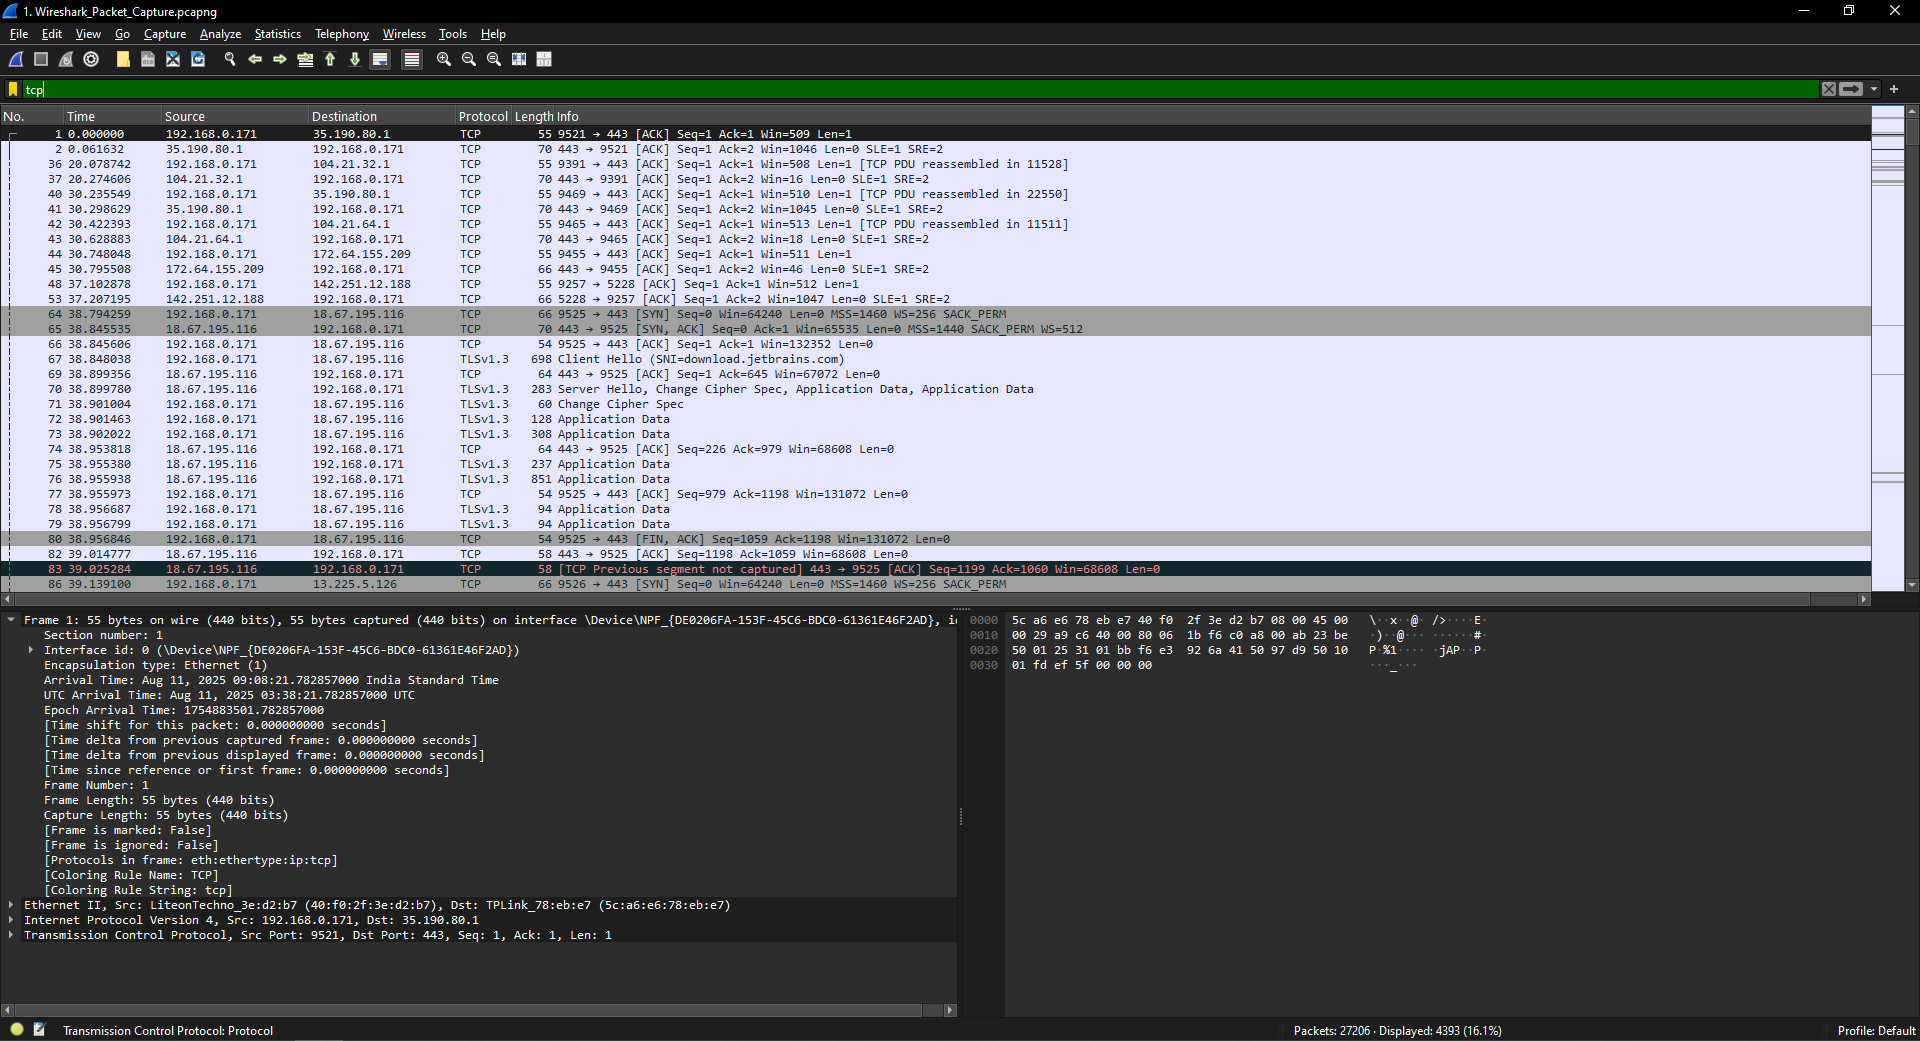 1. Wireshark_Packet_Capture.pcapng
File Edit View Go Capture Analyze Statistics Telephony Wireless Tools Help
tcp
No. Time Source Destination Protocol Length Info
1 0.000000 192.168.0.171 35.190.80.1 TCP 55 9521 → 443 [ACK] Seq=1 Ack=1 Win=509 Len=1
2 0.061632 35.190.80.1 192.168.0.171 TCP 70 443 → 9521 [ACK] Seq=1 Ack=2 Win=1046 Len=0 SLE=1 SRE=2
36 20.078742 192.168.0.171 104.21.32.1 TCP 55 9391 → 443 [ACK] Seq=1 Ack=1 Win=508 Len=1 [TCP PDU reassembled in 11528]
37 20.274606 104.21.32.1 192.168.0.171 TCP 70 443 → 9391 [ACK] Seq=1 Ack=2 Win=16 Len=0 SLE=1 SRE=2
40 30.235549 192.168.0.171 35.190.80.1 TCP 55 9469 → 443 [ACK] Seq=1 Ack=1 Win=510 Len=1 [TCP PDU reassembled in 22550]
41 30.298629 35.190.80.1 192.168.0.171 TCP 70 443 → 9469 [ACK] Seq=1 Ack=2 Win=1045 Len=0 SLE=1 SRE=2
42 30.422393 192.168.0.171 104.21.64.1 TCP 55 9465 → 443 [ACK] Seq=1 Ack=1 Win=513 Len=1 [TCP PDU reassembled in 11511]
43 30.628883 104.21.64.1 192.168.0.171 TCP 70 443 → 9465 [ACK] Seq=1 Ack=2 Win=18 Len=0 SLE=1 SRE=2
44 30.748048 192.168.0.171 172.64.155.209 TCP 55 9455 → 443 [ACK] Seq=1 Ack=1 Win=511 Len=1
45 30.795508 172.64.155.209 192.168.0.171 TCP 66 443 → 9455 [ACK] Seq=1 Ack=2 Win=46 Len=0 SLE=1 SRE=2
48 37.102878 192.168.0.171 142.251.12.188 TCP 55 9257 → 5228 [ACK] Seq=1 Ack=1 Win=512 Len=1
53 37.207195 142.251.12.188 192.168.0.171 TCP 66 5228 → 9257 [ACK] Seq=1 Ack=2 Win=1047 Len=0 SLE=1 SRE=2
64 38.794259 192.168.0.171 18.67.195.116 TCP 66 9525 → 443 [SYN] Seq=0 Win=64240 Len=0 MSS=1460 WS=256 SACK_PERM
65 38.845535 18.67.195.116 192.168.0.171 TCP 70 443 → 9525 [SYN, ACK] Seq=0 Ack=1 Win=65535 Len=0 MSS=1440 SACK_PERM WS=512
66 38.845606 192.168.0.171 18.67.195.116 TCP 54 9525 → 443 [ACK] Seq=1 Ack=1 Win=132352 Len=0
67 38.848038 192.168.0.171 18.67.195.116 TLSv1.3 698 Client Hello (SNI=download.jetbrains.com)
69 38.899356 18.67.195.116 192.168.0.171 TCP 64 443 → 9525 [ACK] Seq=1 Ack=645 Win=67072 Len=0
70 38.899780 18.67.195.116 192.168.0.171 TLSv1.3 283 Server Hello, Change Cipher Spec, Application Data, Application Data
71 38.901004 192.168.0.171 18.67.195.116 TLSv1.3 60 Change Cipher Spec
72 38.901463 192.168.0.171 18.67.195.116 TLSv1.3 128 Application Data
73 38.902022 192.168.0.171 18.67.195.116 TLSv1.3 308 Application Data
74 38.953818 18.67.195.116 192.168.0.171 TCP 64 443 → 9525 [ACK] Seq=226 Ack=979 Win=68608 Len=0
75 38.955380 18.67.195.116 192.168.0.171 TLSv1.3 237 Application Data
76 38.955938 18.67.195.116 192.168.0.171 TLSv1.3 851 Application Data
77 38.955973 192.168.0.171 18.67.195.116 TCP 54 9525 → 443 [ACK] Seq=979 Ack=1198 Win=131072 Len=0
78 38.956687 192.168.0.171 18.67.195.116 TLSv1.3 94 Application Data
79 38.956799 192.168.0.171 18.67.195.116 TLSv1.3 94 Application Data
80 38.956846 192.168.0.171 18.67.195.116 TCP 54 9525 → 443 [FIN, ACK] Seq=1059 Ack=1198 Win=131072 Len=0
82 39.014777 18.67.195.116 192.168.0.171 TCP 58 443 → 9525 [ACK] Seq=1198 Ack=1059 Win=68608 Len=0
83 39.025284 18.67.195.116 192.168.0.171 TCP 58 [TCP Previous segment not captured] 443 → 9525 [ACK] Seq=1199 Ack=1060 Win=68608 Len=0
86 39.139100 192.168.0.171 13.225.5.126 TCP 66 9526 → 443 [SYN] Seq=0 Win=64240 Len=0 MSS=1460 WS=256 SACK_PERM
Frame 1: 55 bytes on wire (440 bits), 55 bytes captured (440 bits) on interface \Device\NPF_{DE0206FA-153F-45C6-BDC0-61361E46F2AD}, i
Section number: 1
Interface id: 0 (\Device\NPF_{DE0206FA-153F-45C6-BDC0-61361E46F2AD})
Encapsulation type: Ethernet (1)
Arrival Time: Aug 11, 2025 09:08:21.782857000 India Standard Time
UTC Arrival Time: Aug 11, 2025 03:38:21.782857000 UTC
Epoch Arrival Time: 1754883501.782857000
[Time shift for this packet: 0.000000000 seconds]
[Time delta from previous captured frame: 0.000000000 seconds]
[Time delta from previous displayed frame: 0.000000000 seconds]
[Time since reference or first frame: 0.000000000 seconds]
Frame Number: 1
Frame Length: 55 bytes (440 bits)
Capture Length: 55 bytes (440 bits)
[Frame is marked: False]
[Frame is ignored: False]
[Protocols in frame: eth:ethertype:ip:tcp]
[Coloring Rule Name: TCP]
[Coloring Rule String: tcp]
Ethernet II, Src: LiteonTechno_3e:d2:b7 (40:f0:2f:3e:d2:b7), Dst: TPLink_78:eb:e7 (5c:a6:e6:78:eb:e7)
Internet Protocol Version 4, Src: 192.168.0.171, Dst: 35.190.80.1
Transmission Control Protocol, Src Port: 9521, Dst Port: 443, Seq: 1, Ack: 1, Len: 1
0000 5c a6 e6 78 eb e7 40 f0 2f 3e d2 b7 08 00 45 00 \··x··@· />····E·
0010 00 29 a9 c6 40 00 80 06 1b f6 c0 a8 00 ab 23 be ·)··@··· ······#·
0020 50 01 25 31 01 bb f6 e3 92 6a 41 50 97 d9 50 10 P·%1···· ·jAP··P·
0030 01 fd ef 5f 00 00 00 ···_···
Transmission Control Protocol: Protocol
Packets: 27206 · Displayed: 4393 (16.1%)
Profile: Default